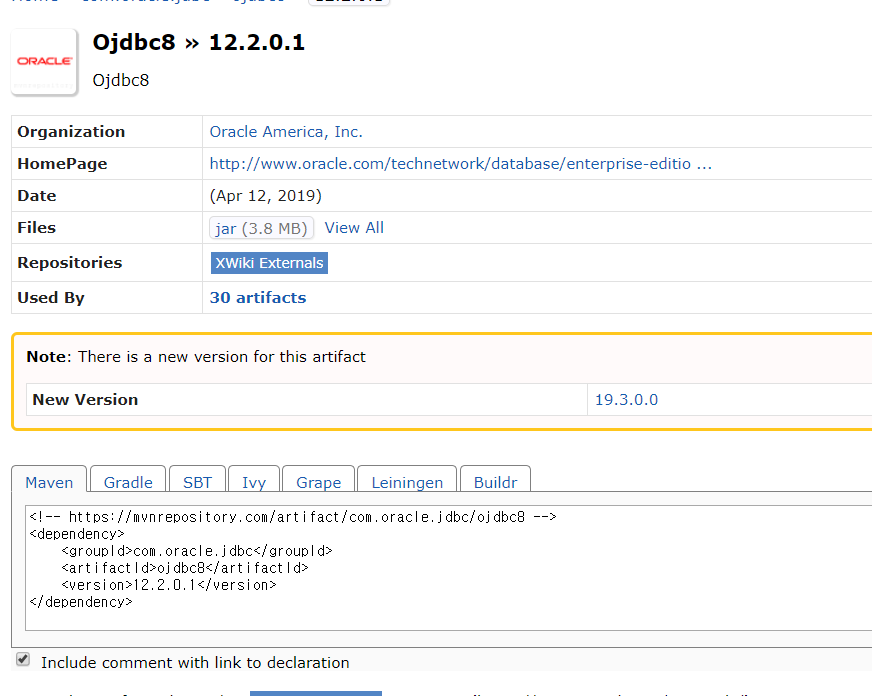 Ojdbc8 » 12.2.0.1
ORACLE
Ojdbc8
Organization Oracle America, Inc.
HomePage http://www.oracle.com/technetwork/database/enterprise-editio ...
Date (Apr 12, 2019)
Files jar (3.8 MB) View All
Repositories XWiki Externals
Used By 30 artifacts
Note: There is a new version for this artifact
New Version 19.3.0.0
Maven Gradle SBT Ivy Grape Leiningen Buildr
<!-- https://mvnrepository.com/artifact/com.oracle.jdbc/ojdbc8 -->
<dependency>
    <groupId>com.oracle.jdbc</groupId>
    <artifactId>ojdbc8</artifactId>
    <version>12.2.0.1</version>
</dependency>
Include comment with link to declaration